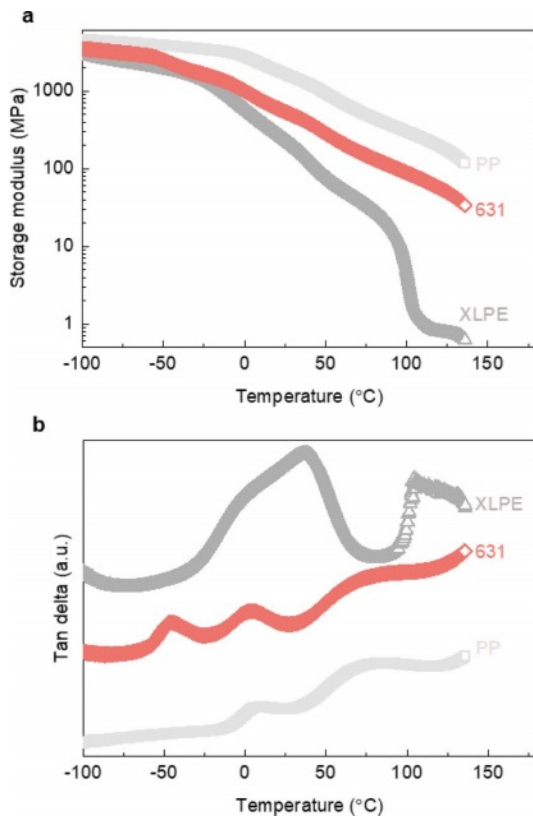 a
1000
100
10
1
Storage modulus (MPa)
PP
631
XLPE
-100 -50 0 50 100 150
Temperature (°C)
b
Tan delta (a.u.)
XLPE
631
PP
-100 -50 0 50 100 150
Temperature (°C)